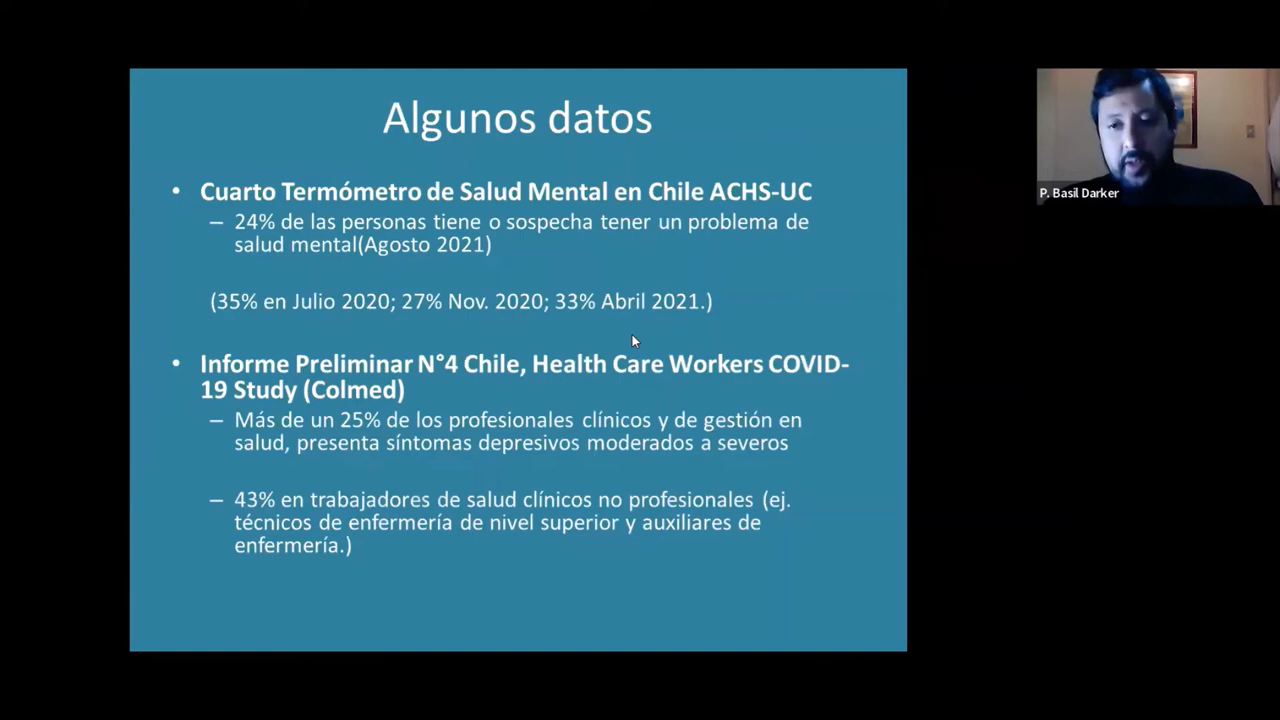 Algunos datos
• Cuarto Termómetro de Salud Mental en Chile ACHS-UC
– 24% de las personas tiene o sospecha tener un problema de
salud mental(Agosto 2021)
(35% en Julio 2020; 27% Nov. 2020; 33% Abril 2021.)
• Informe Preliminar N°4 Chile, Health Care Workers COVID-
19 Study (Colmed)
– Más de un 25% de los profesionales clínicos y de gestión en
salud, presenta síntomas depresivos moderados a severos
– 43% en trabajadores de salud clínicos no profesionales (ej.
técnicos de enfermería de nivel superior y auxiliares de
enfermería.)
P. Basil Darker